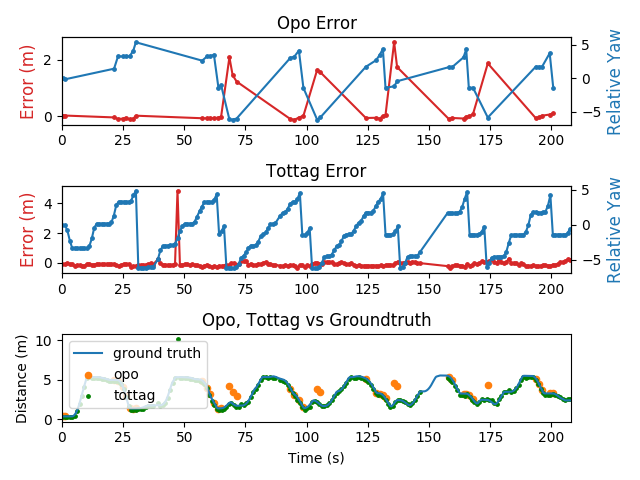 Opo Error
Error (m)
2
0
5
0
−5
Relative Yaw
0 25 50 75 100 125 150 175 200
Tottag Error
Error (m)
4
2
0
5
0
−5
Relative Yaw
0 25 50 75 100 125 150 175 200
Opo, Tottag vs Groundtruth
Distance (m)
10
5
0
ground truth
opo
tottag
0 25 50 75 100 125 150 175 200
Time (s)